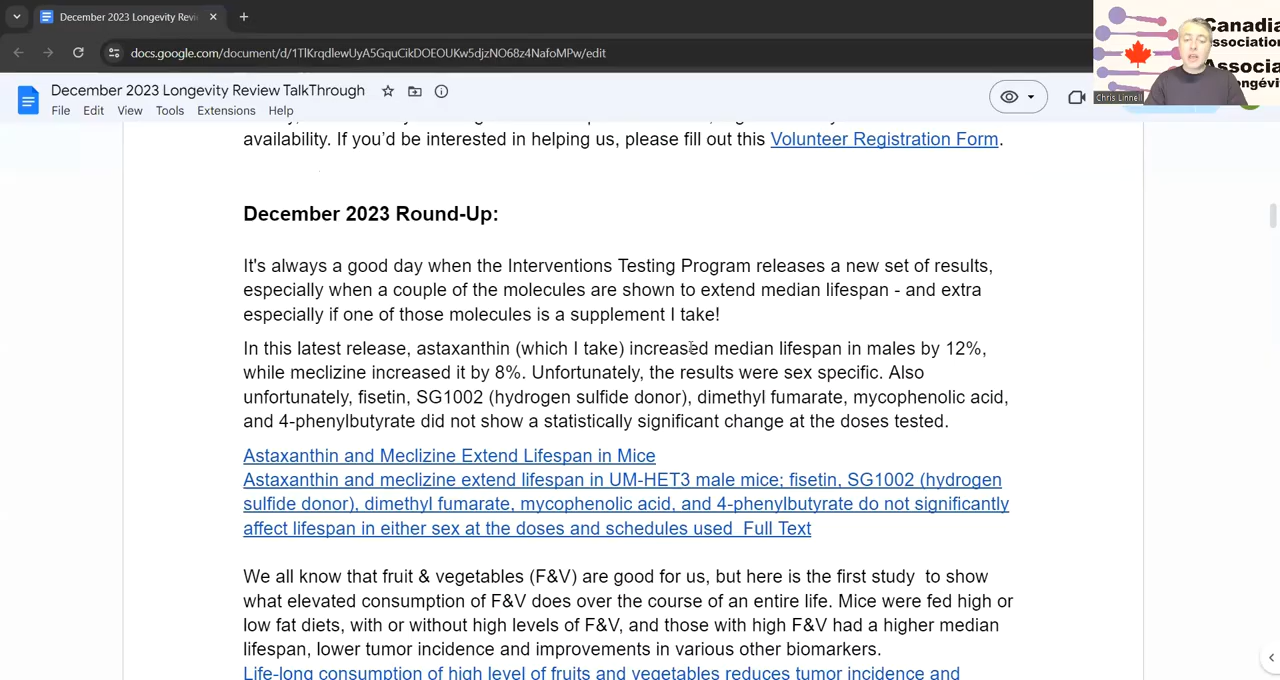 December 2023 Longevity Revi
docs.google.com/document/d/1TlKrqdlewUyA5GquCikDOEOUKw5djzNO68z4NafoMPw/edit
Canadia
ssociation
Associa
ongévit
Chris Linnell
December 2023 Longevity Review TalkThrough
File Edit View Tools Extensions Help
availability. If you'd be interested in helping us, please fill out this Volunteer Registration Form.
December 2023 Round-Up:
It's always a good day when the Interventions Testing Program releases a new set of results,
especially when a couple of the molecules are shown to extend median lifespan - and extra
especially if one of those molecules is a supplement I take!
In this latest release, astaxanthin (which I take) increased median lifespan in males by 12%,
while meclizine increased it by 8%. Unfortunately, the results were sex specific. Also
unfortunately, fisetin, SG1002 (hydrogen sulfide donor), dimethyl fumarate, mycophenolic acid,
and 4-phenylbutyrate did not show a statistically significant change at the doses tested.
Astaxanthin and Meclizine Extend Lifespan in Mice
Astaxanthin and meclizine extend lifespan in UM-HET3 male mice; fisetin, SG1002 (hydrogen
sulfide donor), dimethyl fumarate, mycophenolic acid, and 4-phenylbutyrate do not significantly
affect lifespan in either sex at the doses and schedules used Full Text
We all know that fruit & vegetables (F&V) are good for us, but here is the first study to show
what elevated consumption of F&V does over the course of an entire life. Mice were fed high or
low fat diets, with or without high levels of F&V, and those with high F&V had a higher median
lifespan, lower tumor incidence and improvements in various other biomarkers.
Life-long consumption of high level of fruits and vegetables reduces tumor incidence and